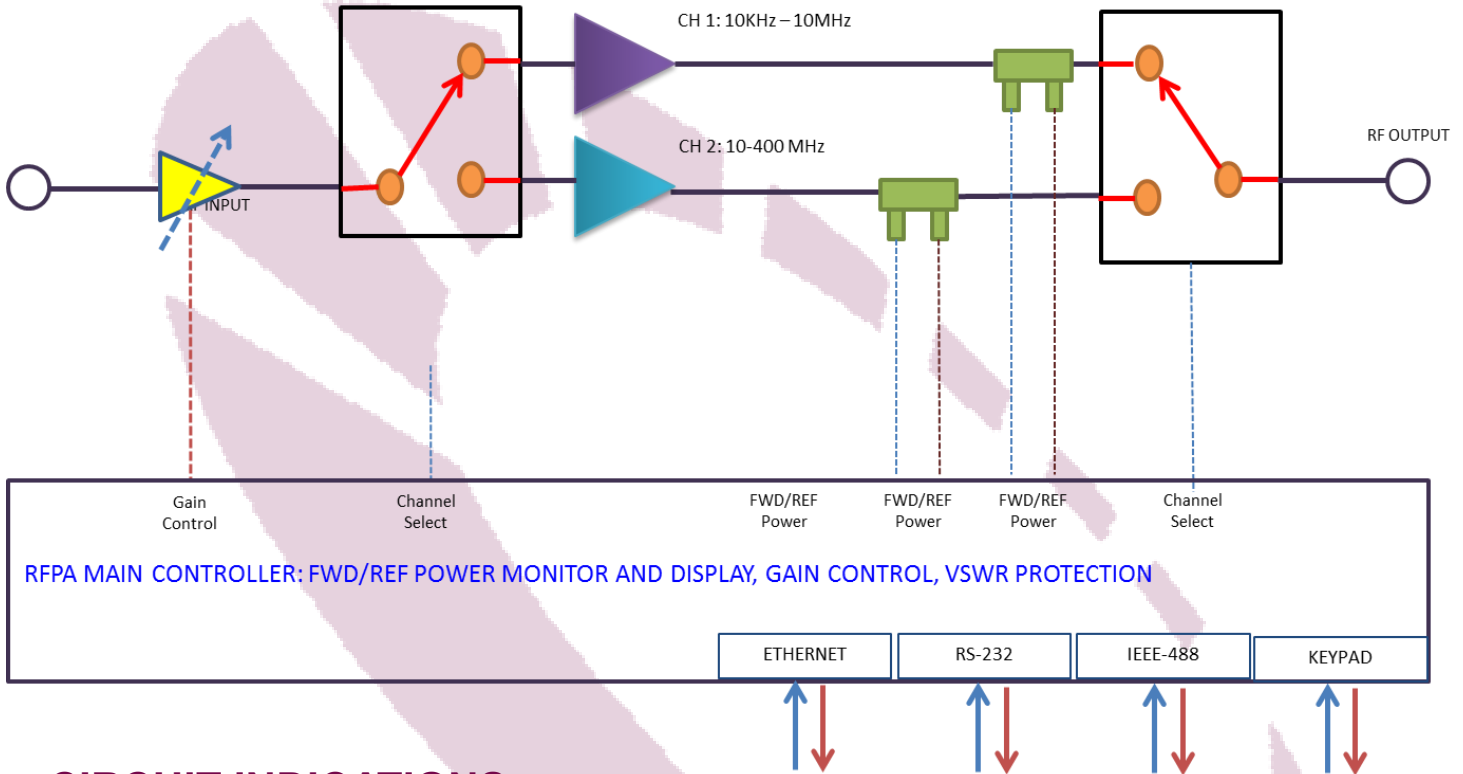 CH 1: 10KHz – 10MHz
CH 2: 10-400 MHz
RF OUTPUT
INPUT
Gain
Control
Channel
Select
FWD/REF
Power
FWD/REF
Power
FWD/REF
Power
Channel
Select
RFPA MAIN CONTROLLER: FWD/REF POWER MONITOR AND DISPLAY, GAIN CONTROL, VSWR PROTECTION
ETHERNET
RS-232
IEEE-488
KEYPAD
CIRCUIT INDICATIONS